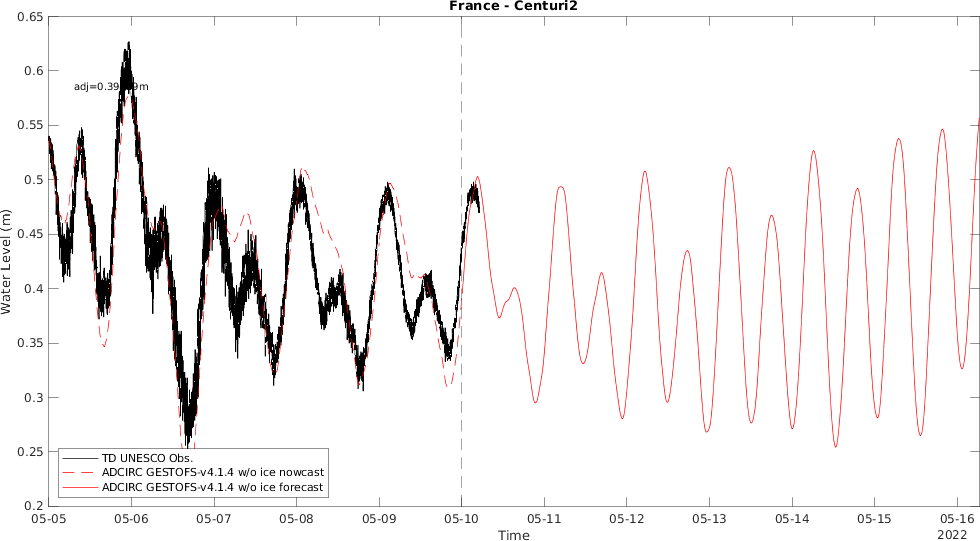 France - Centuri2
0.65
0.6
0.55
0.5
0.45
0.4
0.35
0.3
0.25
0.2
Water Level (m)
TD UNESCO Obs.
ADCIRC GESTOFS-v4.1.4 w/o ice nowcast
ADCIRC GESTOFS-v4.1.4 w/o ice forecast
05-05 05-06 05-07 05-08 05-09 05-10 05-11 05-12 05-13 05-14 05-15 05-16
Time
2022